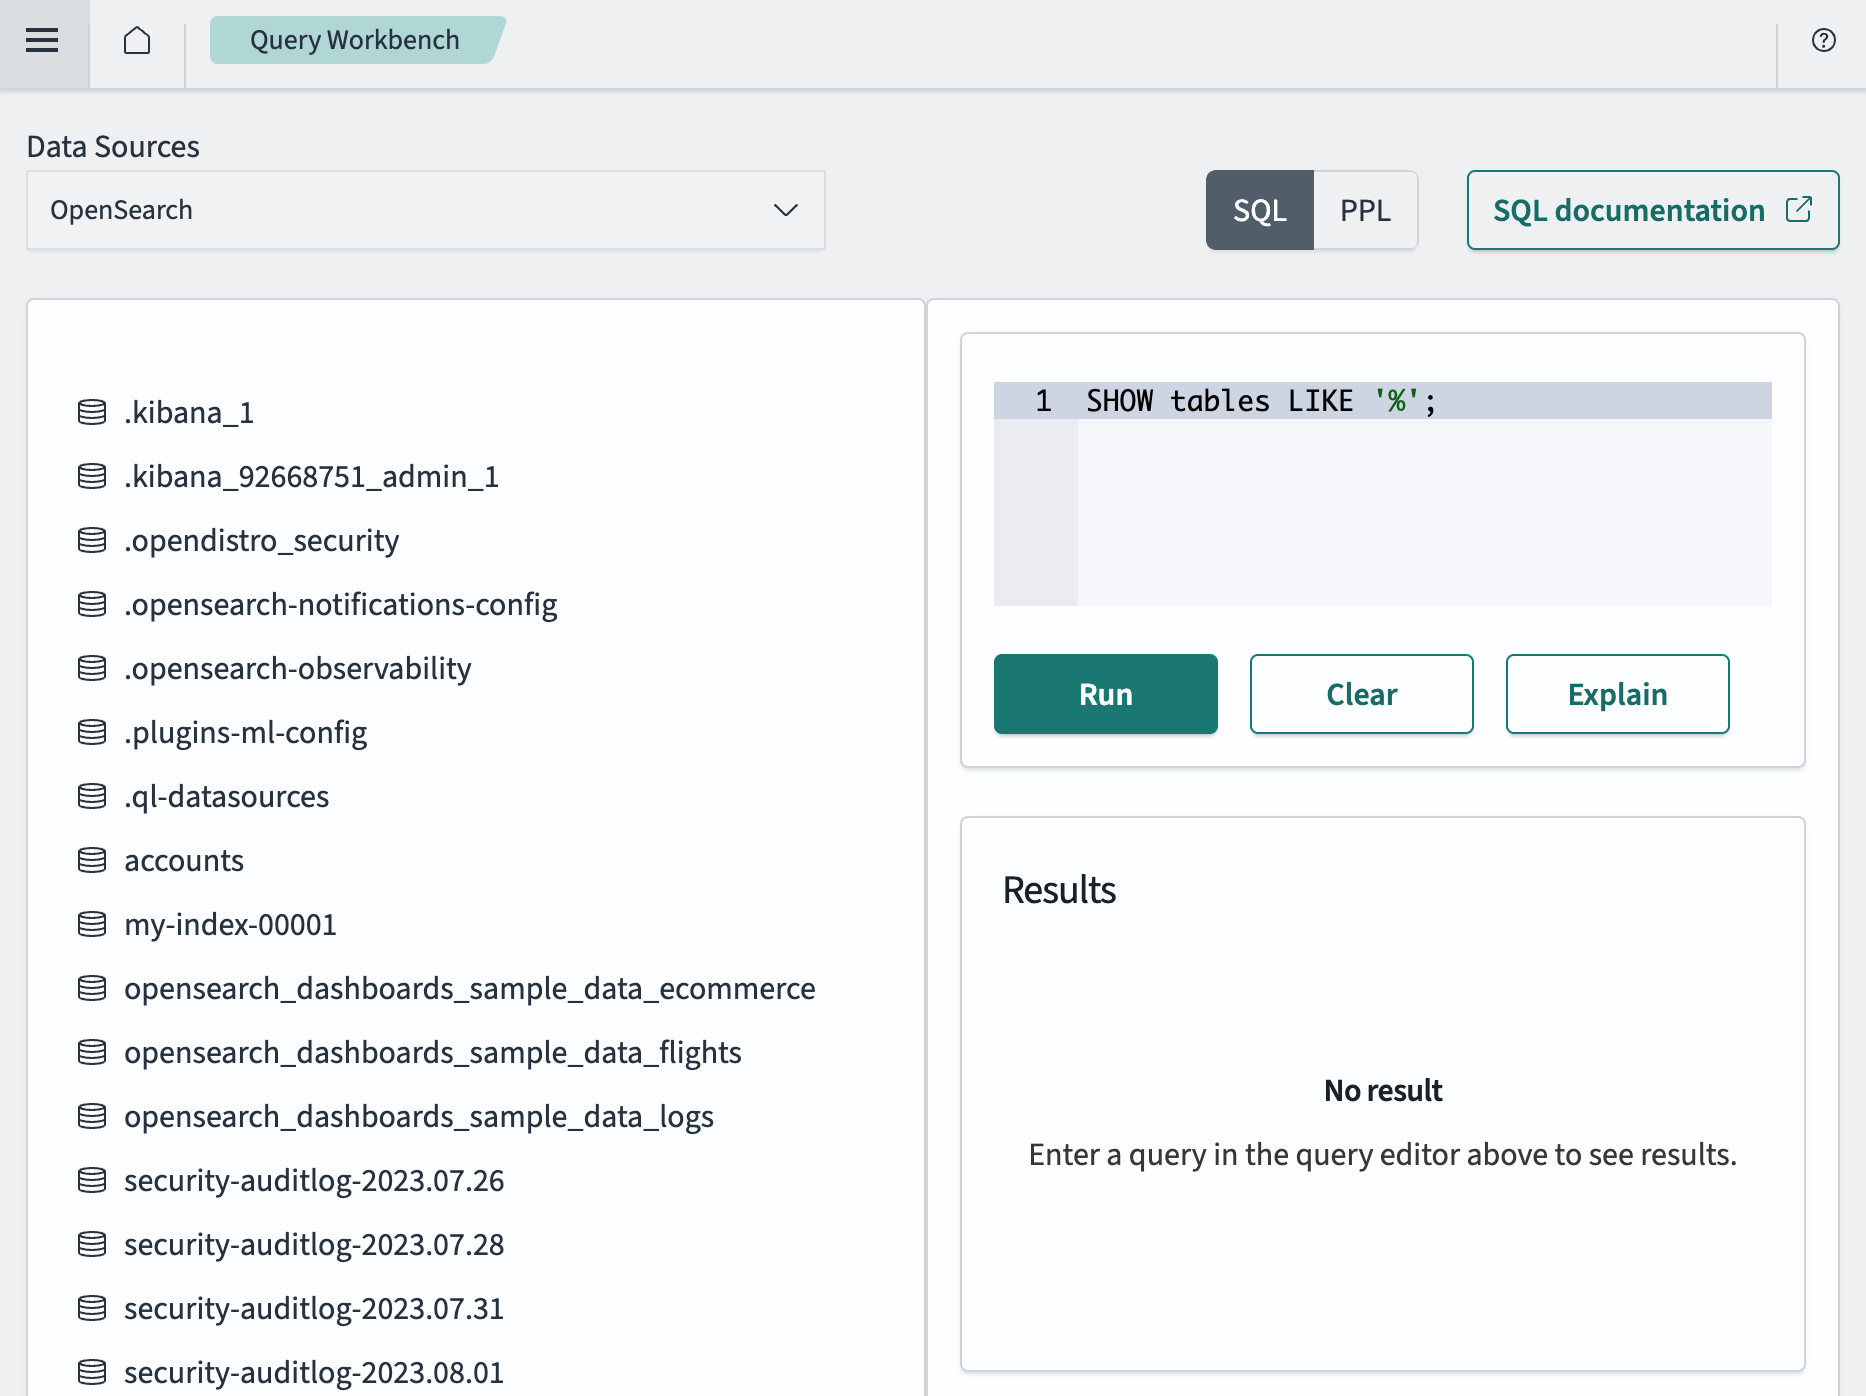 Query Workbench
Data Sources
OpenSearch
SQL
PPL
SQL documentation
.kibana_1
.kibana_92668751_admin_1
.opendistro_security
.opensearch-notifications-config
.opensearch-observability
.plugins-ml-config
.ql-datasources
accounts
my-index-00001
opensearch_dashboards_sample_data_ecommerce
opensearch_dashboards_sample_data_flights
opensearch_dashboards_sample_data_logs
security-auditlog-2023.07.26
security-auditlog-2023.07.28
security-auditlog-2023.07.31
security-auditlog-2023.08.01
1 SHOW tables LIKE '%';
Run
Clear
Explain
Results
No result
Enter a query in the query editor above to see results.